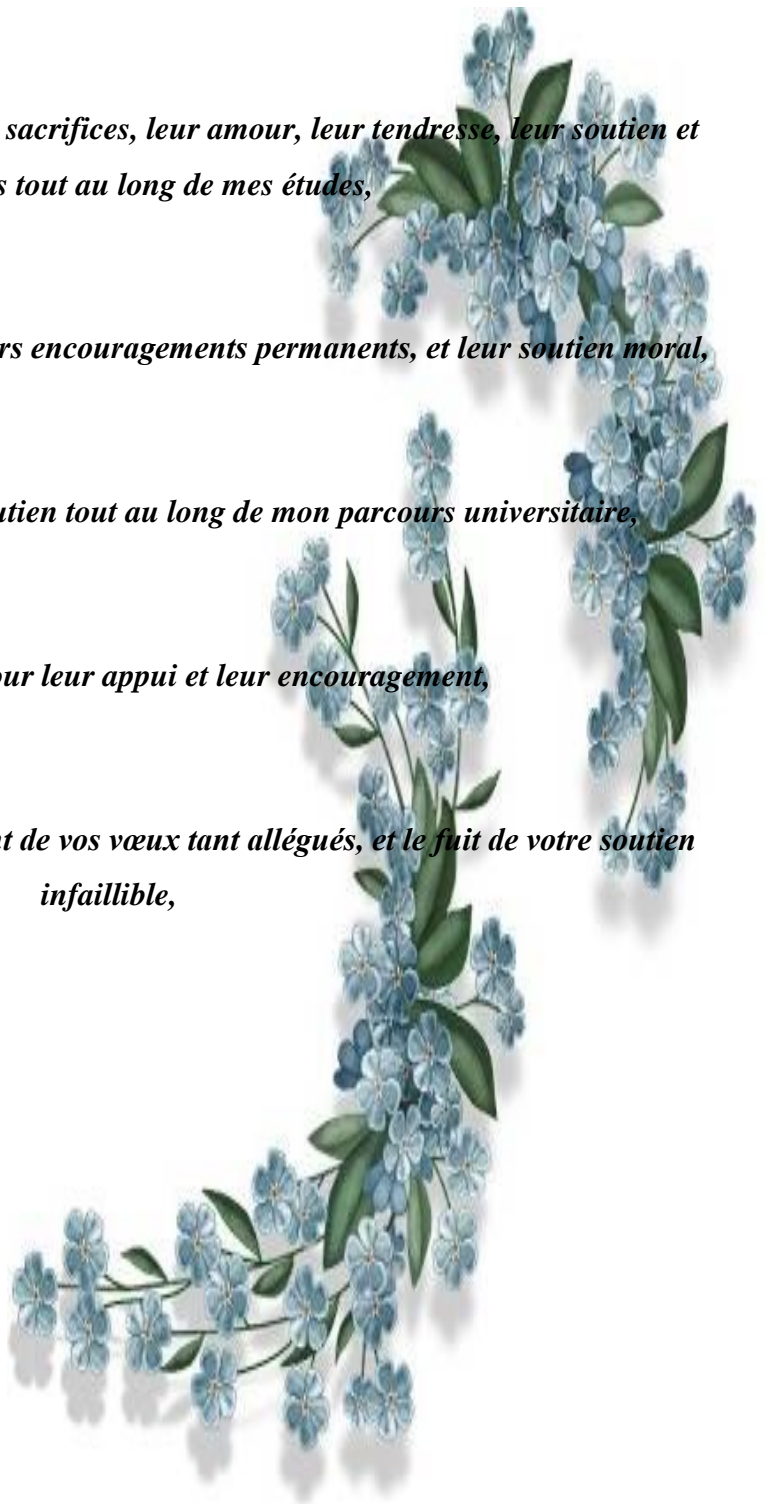 sacrifices, leur amour, leur tendresse, leur soutien et
s tout au long de mes études,
rs encouragements permanents, et leur soutien moral,
utien tout au long de mon parcours universitaire,
our leur appui et leur encouragement,
t de vos vœux tant allégués, et le fuit de votre soutien
infaillible,